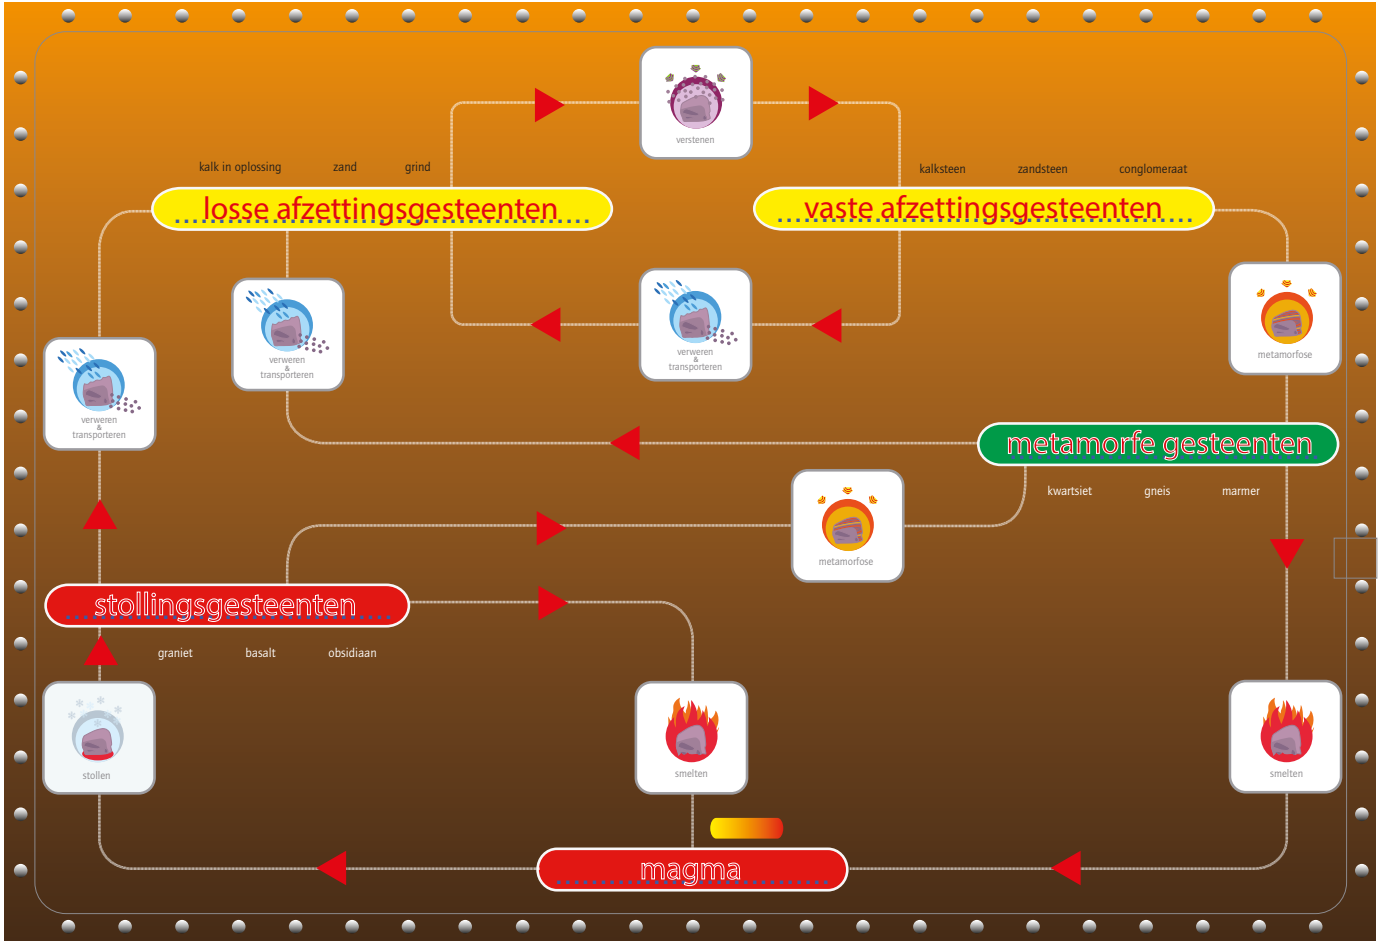 verstenen
kalk in oplossing zand grind
kalksteen zandsteen conglomeraat
losse afzettingsgesteenten
vaste afzettingsgesteenten
verweren
&
transporteren
verweren
&
transporteren
metamorfose
verweren
&
transporteren
metamorfe gesteenten
kwartsiet gneis marmer
metamorfose
stollingsgesteenten
graniet basalt obsidiaan
stollen
smelten
smelten
magma